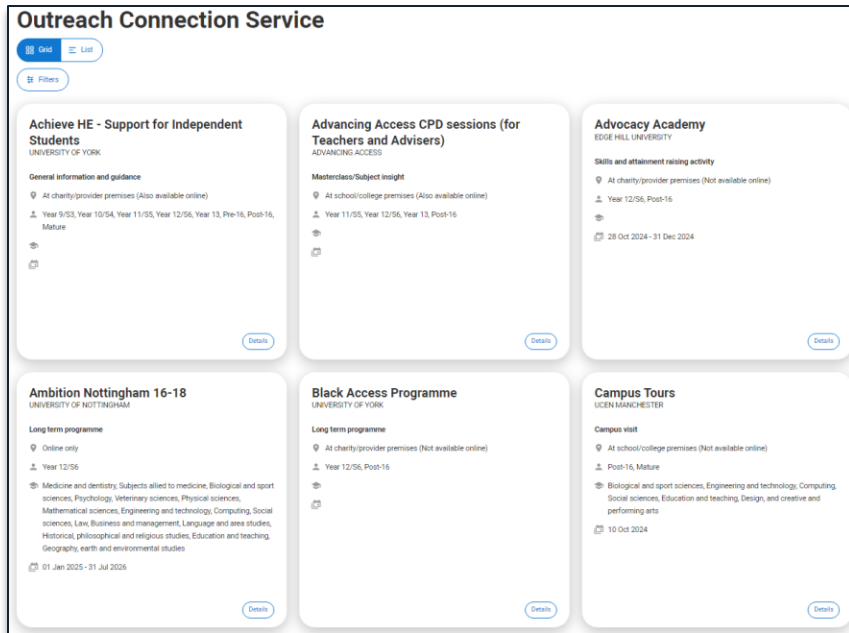 Outreach Connection Service
Grid
List
Filters
Achieve HE - Support for Independent
Students
UNIVERSITY OF YORK
General information and guidance
At charity/provider premises (Also available online)
Year 9/S3, Year 10/S4, Year 11/S5, Year 12/S6, Year 13, Pre-16, Post-16,
Mature
Details
Advancing Access CPD sessions (for
Teachers and Advisers)
ADVANCING ACCESS
Masterclass/Subject insight
At school/college premises (Also available online)
Year 11/S5, Year 12/S6, Year 13, Post-16
Details
Advocacy Academy
EDGE HILL UNIVERSITY
Skills and attainment raising activity
At charity/provider premises (Not available online)
Year 12/S6, Post-16
28 Oct 2024 - 31 Dec 2024
Details
Ambition Nottingham 16-18
UNIVERSITY OF NOTTINGHAM
Long term programme
Online only
Year 12/S6
Medicine and dentistry, Subjects allied to medicine, Biological and sport
sciences, Psychology, Veterinary sciences, Physical sciences,
Mathematical sciences, Engineering and technology, Computing, Social
sciences, Law, Business and management, Language and area studies,
Historical, philosophical and religious studies, Education and teaching,
Geography, earth and environmental studies
01 Jan 2025 - 31 Jul 2026
Details
Black Access Programme
UNIVERSITY OF YORK
Long term programme
At charity/provider premises (Not available online)
Year 12/S6, Post-16
Details
Campus Tours
UCEN MANCHESTER
Campus visit
At school/college premises (Not available online)
Post-16, Mature
Biological and sport sciences, Engineering and technology, Computing,
Social sciences, Education and teaching, Design, and creative and
performing arts
10 Oct 2024
Details